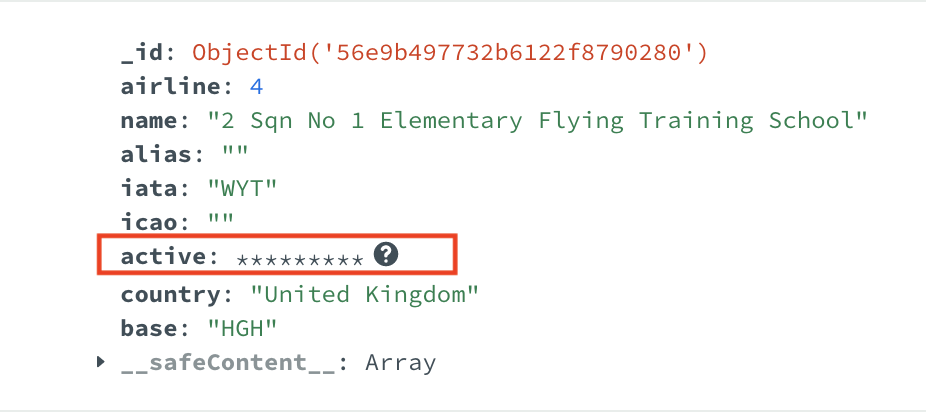 _id: ObjectId('56e9b497732b6122f8790280')
airline: 4
name: "2 Sqn No 1 Elementary Flying Training School"
alias: ""
iata: "WYT"
icao: ""
active: ********* ?
country: "United Kingdom"
base: "HGH"
__safeContent__: Array